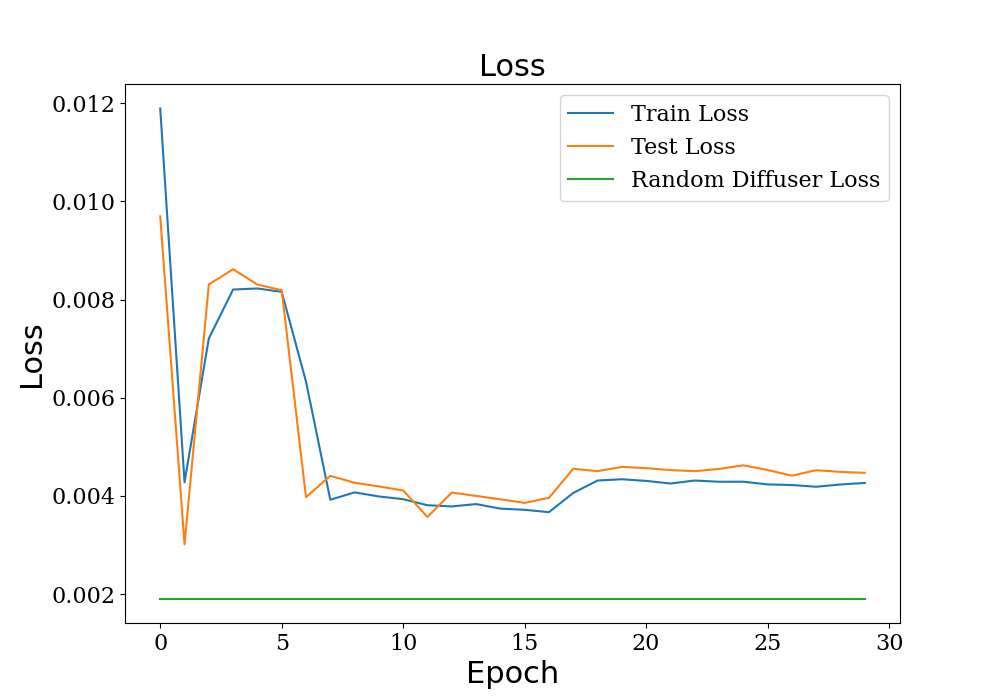 Loss
0.012
0.010
0.008
0.006
0.004
0.002
Loss
Train Loss
Test Loss
Random Diffuser Loss
0 5 10 15 20 25 30
Epoch